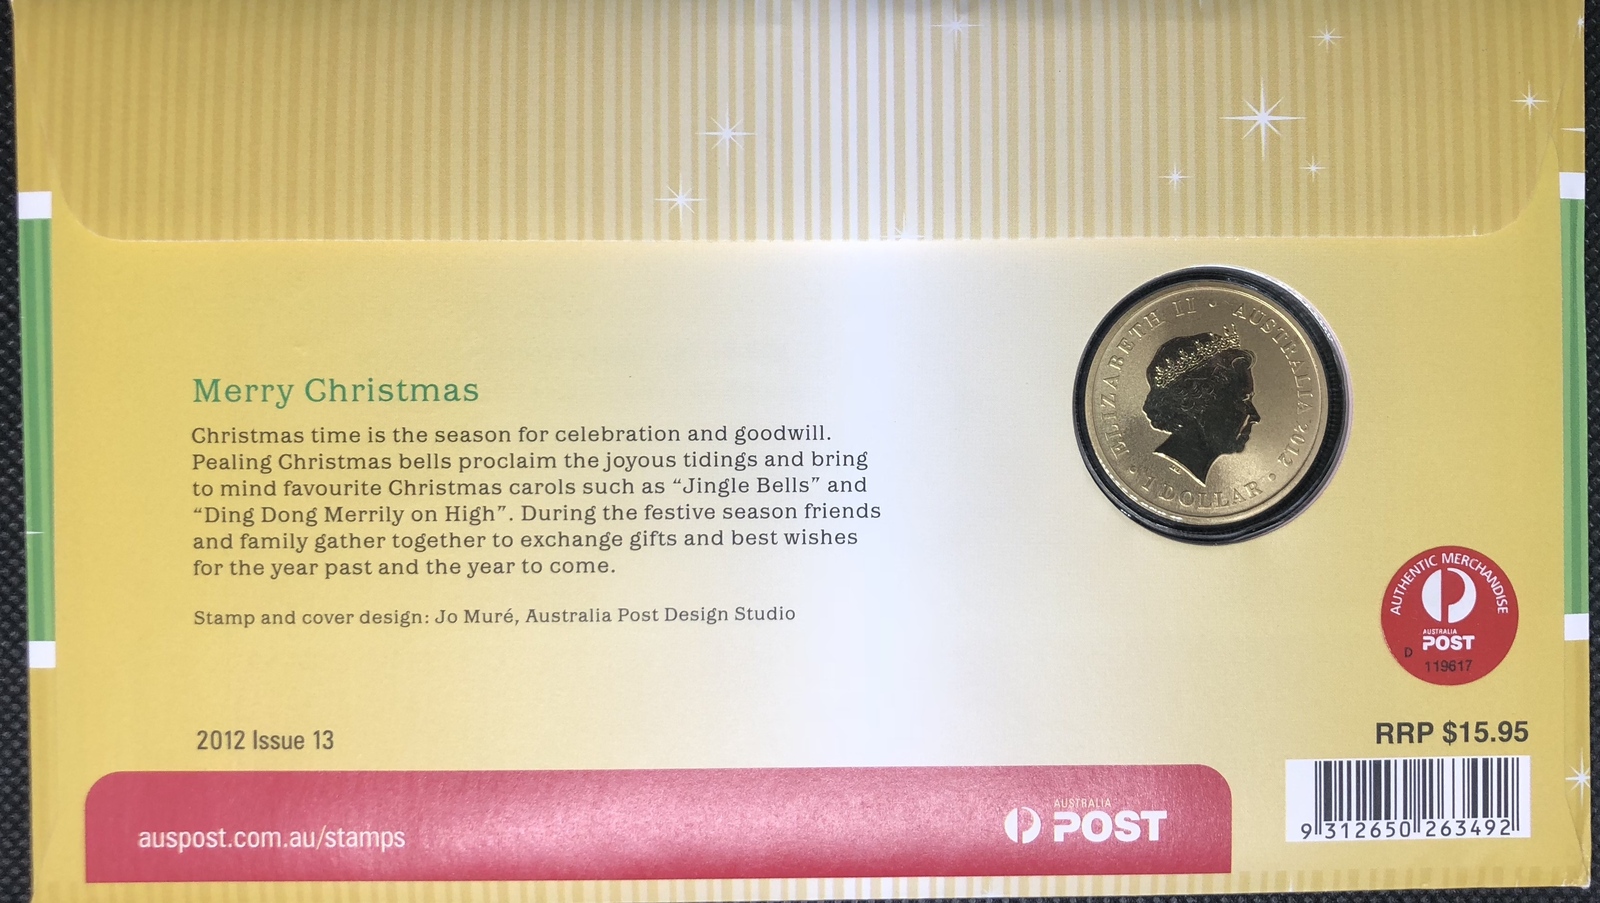 ELIZABETH II · AUSTRALIA 2012
· 1 DOLLAR ·
Merry Christmas
Christmas time is the season for celebration and goodwill.
Pealing Christmas bells proclaim the joyous tidings and bring
to mind favourite Christmas carols such as “Jingle Bells” and
“Ding Dong Merrily on High”. During the festive season friends
and family gather together to exchange gifts and best wishes
for the year past and the year to come.
Stamp and cover design: Jo Muré, Australia Post Design Studio
AUTHENTIC MERCHANDISE
AUSTRALIA
POST
D
119617
2012 Issue 13
RRP $15.95
auspost.com.au/stamps
AUSTRALIA
POST
9 312650 263492